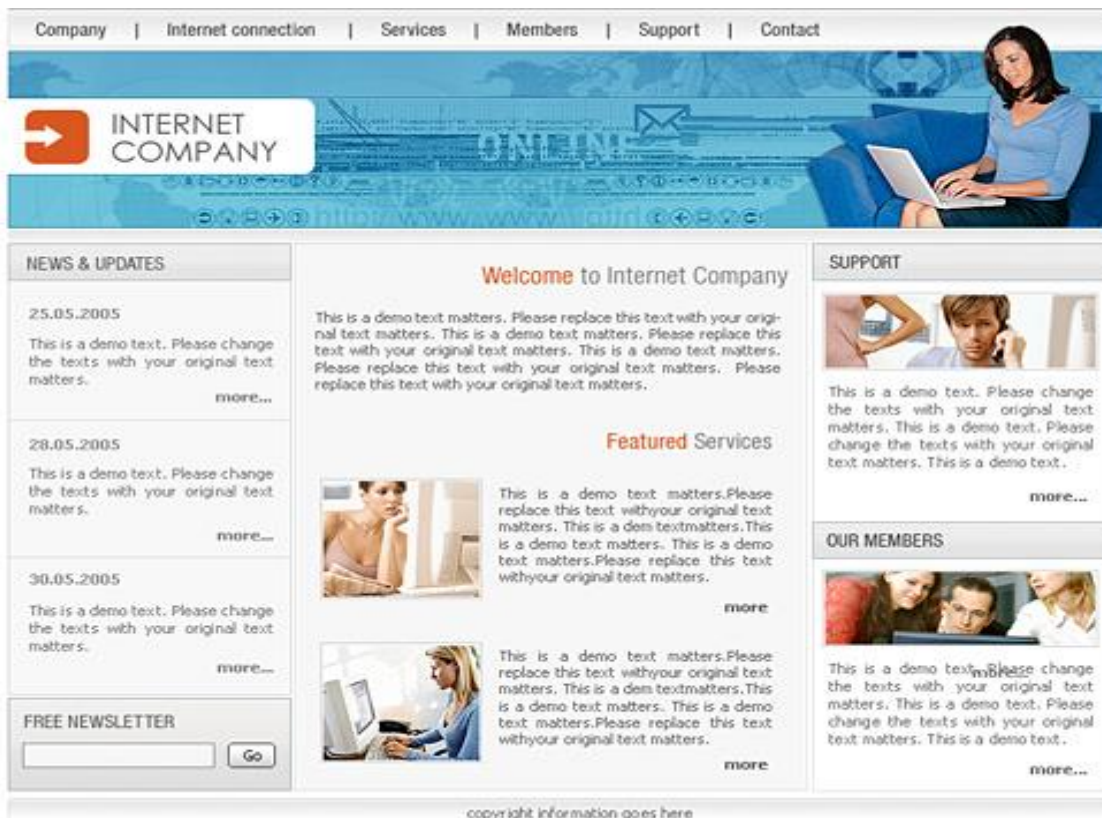 Company | Internet connection | Services | Members | Support | Contact
INTERNET
COMPANY
ONLINE
NEWS & UPDATES
25.05.2005
This is a demo text. Please change
the texts with your original text
matters.
more...
28.05.2005
This is a demo text. Please change
the texts with your original text
matters.
more...
30.05.2005
This is a demo text. Please change
the texts with your original text
matters.
more...
FREE NEWSLETTER
Go
Welcome to Internet Company
This is a demo text matters. Please replace this text with your origi-
nal text matters. This is a demo text matters. Please replace this
text with your original text matters. This is a demo text matters.
Please replace this text with your original text matters. Please
replace this text with your original text matters.
Featured Services
This is a demo text matters.Please
replace this text withyour original text
matters. This is a dem textmatters.This
is a demo text matters. This is a demo
text matters.Please replace this text
withyour original text matters.
more
This is a demo text matters.Please
replace this text withyour original text
matters. This is a dem textmatters.This
is a demo text matters. This is a demo
text matters.Please replace this text
withyour original text matters.
more
SUPPORT
This is a demo text. Please change
the texts with your original text
matters. This is a demo text. Please
change the texts with your original
text matters. This is a demo text.
more...
OUR MEMBERS
This is a demo text. Please change
more...
the texts with your original text
matters. This is a demo text. Please
change the texts with your original
text matters. This is a demo text.
more...
copyright information goes here